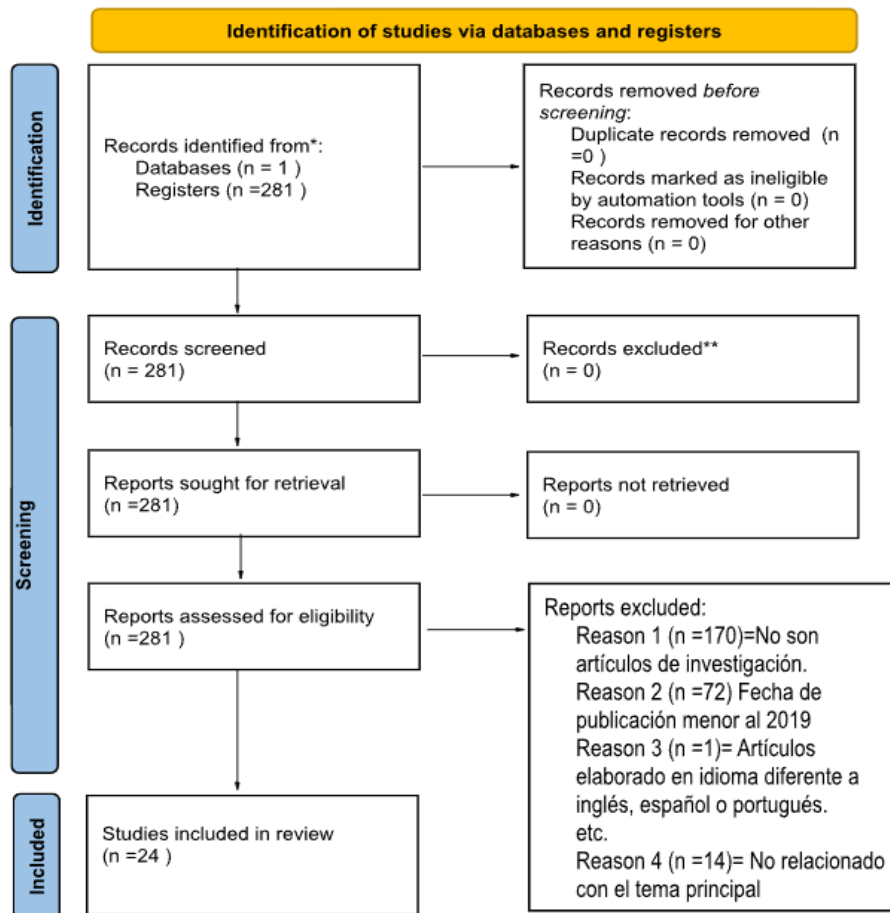 Identification of studies via databases and registers
Identification
Records identified from*:
Databases (n = 1 )
Registers (n =281 )
Records removed before
screening:
Duplicate records removed  (n
=0 )
Records marked as ineligible
by automation tools (n = 0)
Records removed for other
reasons (n = 0)
Screening
Records screened
(n = 281)
Records excluded**
(n = 0)
Reports sought for retrieval
(n =281)
Reports not retrieved
(n = 0)
Reports assessed for eligibility
(n =281 )
Reports excluded:
Reason 1 (n =170)=No son
artículos de investigación.
Reason 2 (n =72) Fecha de
publicación menor al 2019
Reason 3 (n =1)= Artículos
elaborado en idioma diferente a
inglés, español o portugués.
etc.
Reason 4 (n =14)= No relacionado
con el tema principal
Included
Studies included in review
(n =24 )